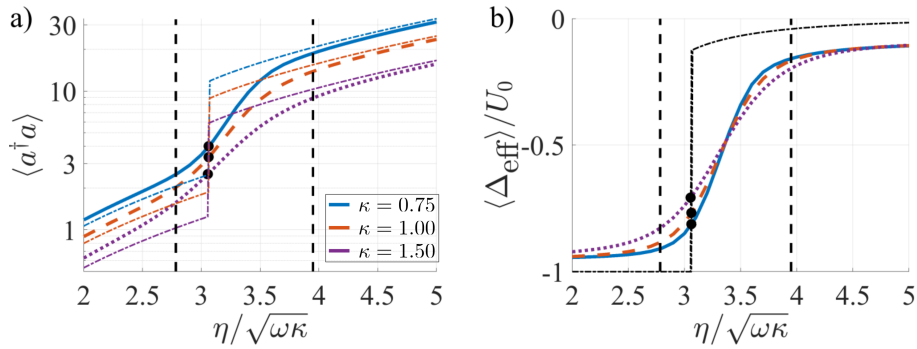 a)
⟨a†a⟩
30
10
3
1
κ = 0.75
κ = 1.00
κ = 1.50
2 2.5 3 3.5 4 4.5 5
η/√ωκ
b)
⟨Δeff⟩/U0
0
-0.5
-1
2 2.5 3 3.5 4 4.5 5
η/√ωκ